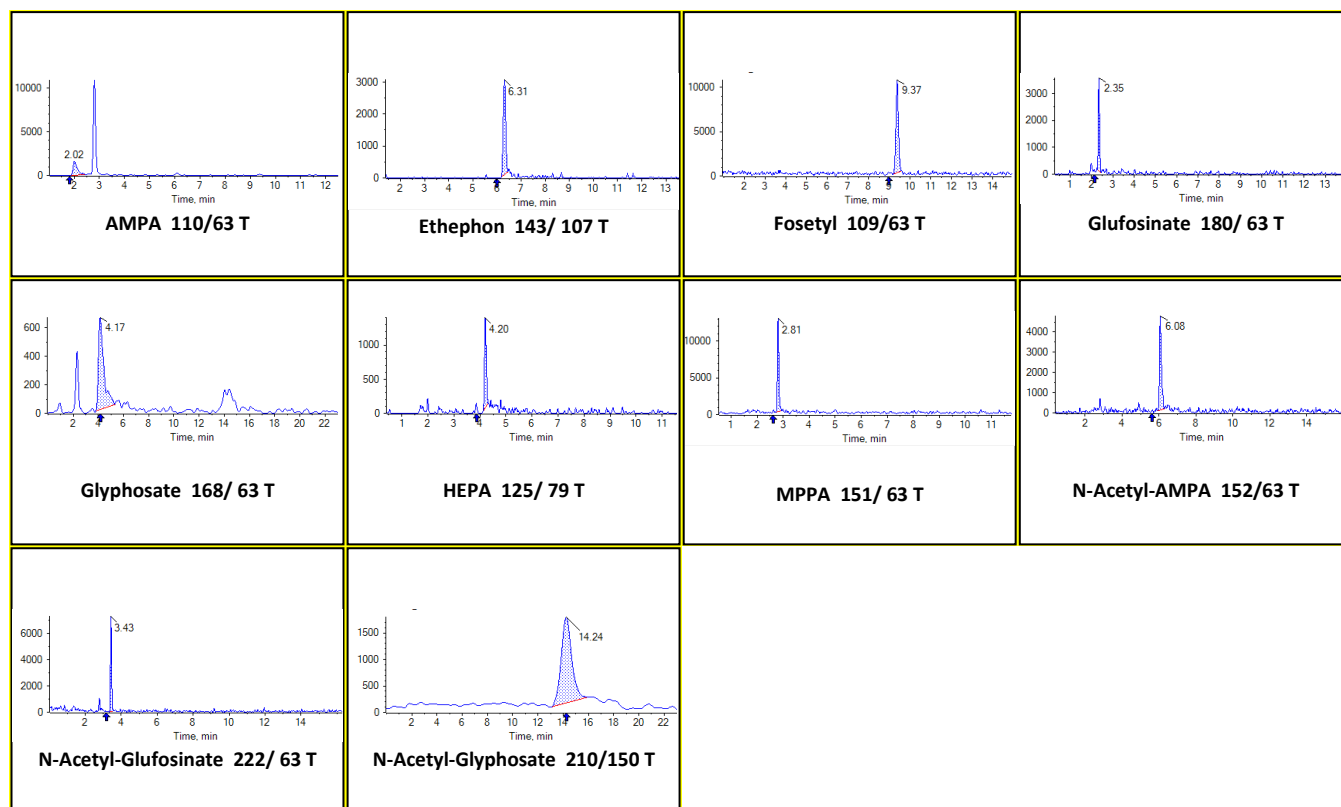 10000
5000
0
2.02
2 3 4 5 6 7 8 9 10 11 12
Time, min
AMPA 110/63 T
3000
2000
1000
0
6.31
2 3 4 5 6 7 8 9 10 11 12 13
Time, min
Ethephon 143/ 107 T
10000
5000
0
9.37
2 3 4 5 6 7 8 9 10 11 12 13 14
Time, min
Fosetyl 109/63 T
3000
2000
1000
0
2.35
1 2 3 4 5 6 7 8 9 10 11 12 13
Time, min
Glufosinate 180/ 63 T
600
400
200
0
4.17
2 4 6 8 10 12 14 16 18 20 22
Time, min
Glyphosate 168/ 63 T
1000
500
0
4.20
1 2 3 4 5 6 7 8 9 10 11
Time, min
HEPA 125/ 79 T
10000
5000
0
2.81
1 2 3 4 5 6 7 8 9 10 11
Time, min
MPPA 151/ 63 T
4000
3000
2000
1000
0
6.08
2 4 6 8 10 12 14
Time, min
N-Acetyl-AMPA 152/63 T
6000
4000
2000
0
3.43
2 4 6 8 10 12 14
Time, min
N-Acetyl-Glufosinate 222/ 63 T
1500
1000
500
0
14.24
2 4 6 8 10 12 14 16 18 20 22
Time, min
N-Acetyl-Glyphosate 210/150 T